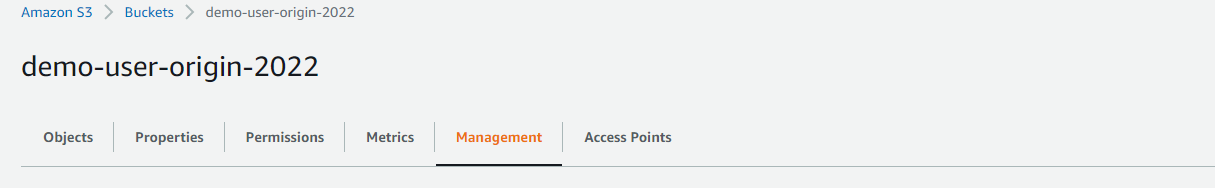 Amazon S3 > Buckets > demo-user-origin-2022
demo-user-origin-2022
Objects Properties Permissions Metrics Management Access Points